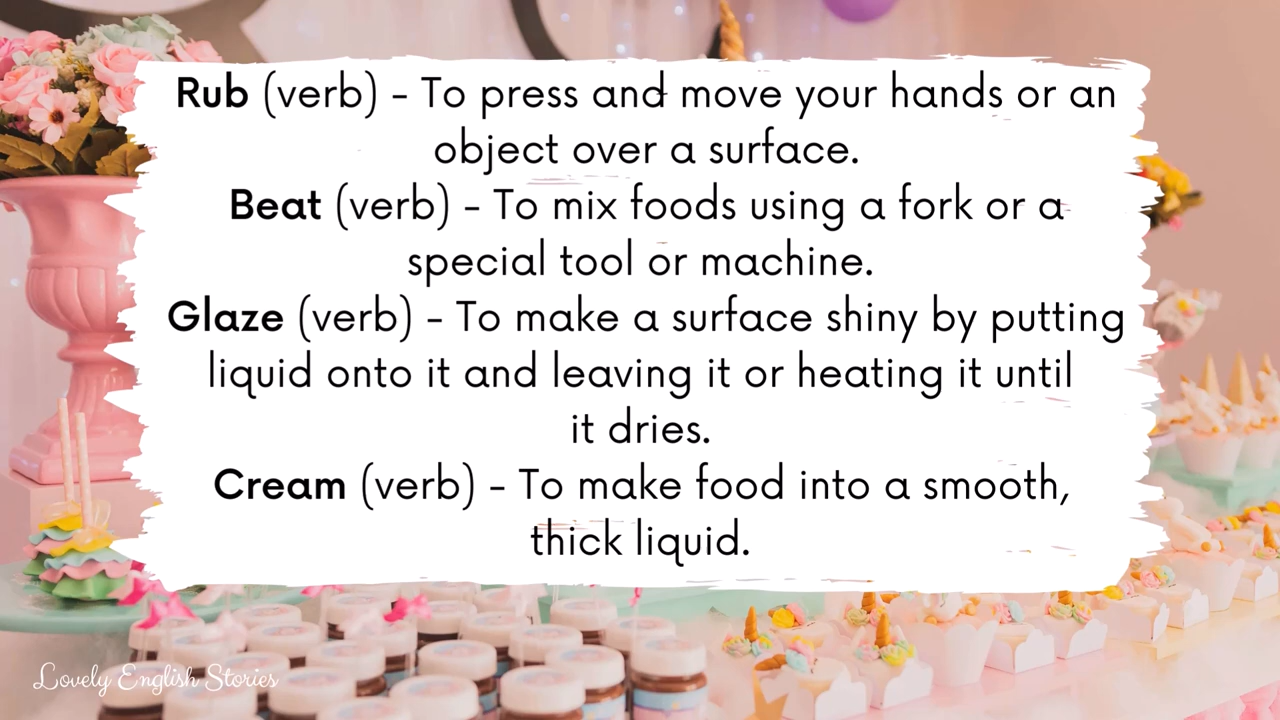 Rub (verb) – To press and move your hands or an
object over a surface.
Beat (verb) – To mix foods using a fork or a
special tool or machine.
Glaze (verb) – To make a surface shiny by putting
liquid onto it and leaving it or heating it until
it dries.
Cream (verb) – To make food into a smooth,
thick liquid.
Lovely English Stories